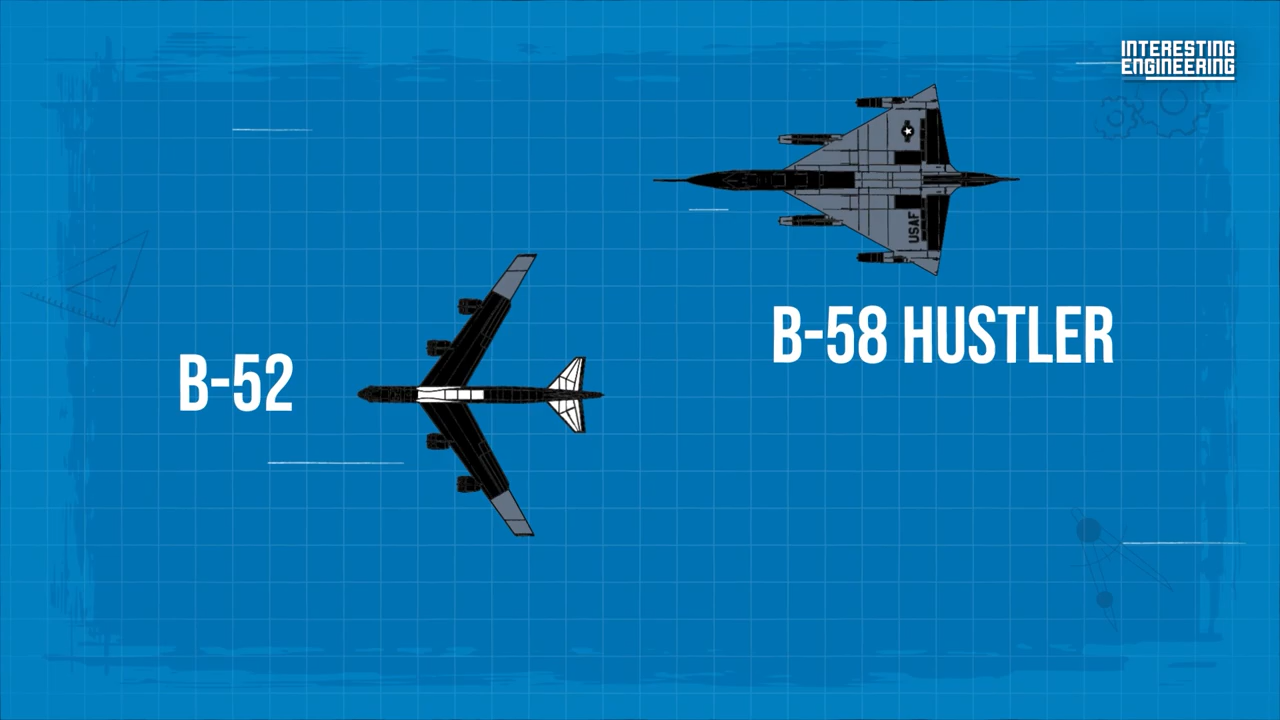 INTERESTING
ENGINEERING
USAF
B-58 HUSTLER
B-52